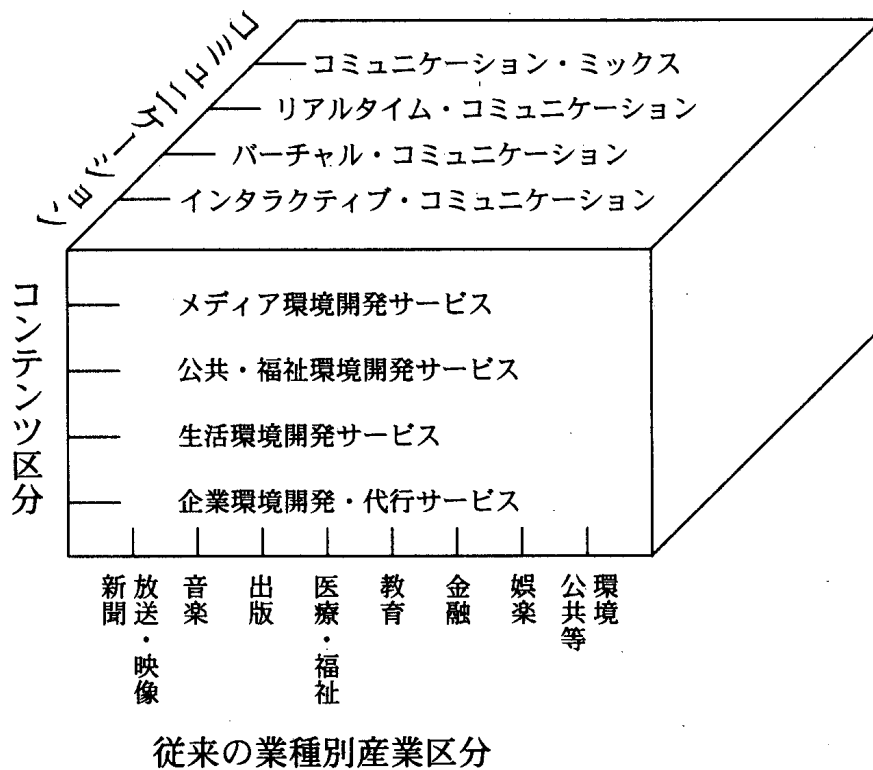 コミュニケーション
コミュニケーション・ミックス
リアルタイム・コミュニケーション
バーチャル・コミュニケーション
インタラクティブ・コミュニケーション
コンテンツ区分
メディア環境開発サービス
公共・福祉環境開発サービス
生活環境開発サービス
企業環境開発・代行サービス
新聞
放送・映像
音楽
出版
医療・福祉
教育
金融
娯楽
公共等
環境
従来の業種別産業区分